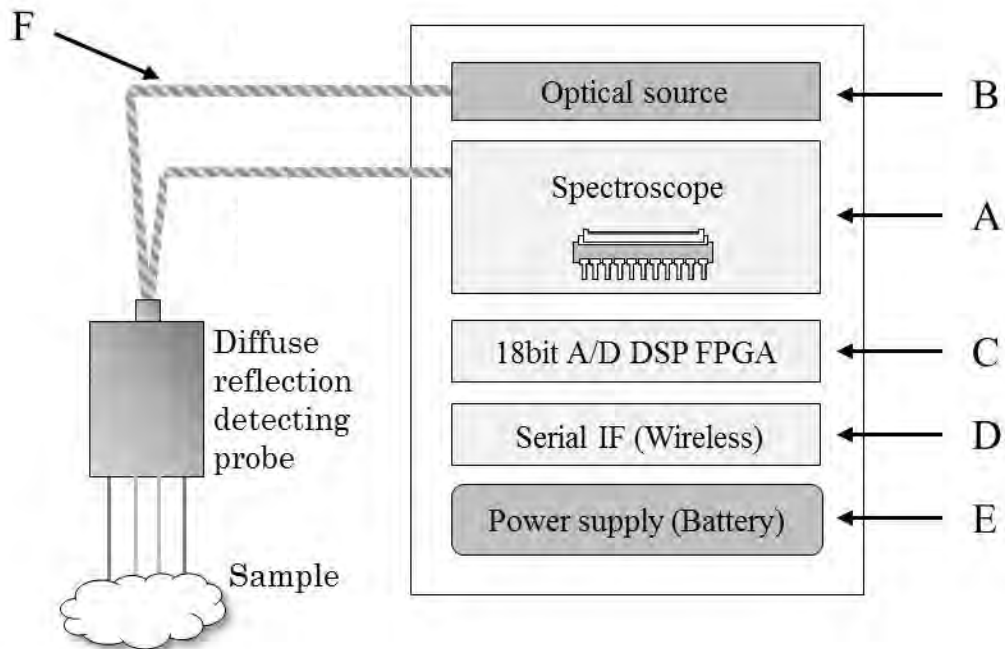 F
Optical source
B
Spectroscope
A
Diffuse
reflection
detecting
probe
18bit A/D DSP FPGA
C
Serial IF (Wireless)
D
Power supply (Battery)
E
Sample